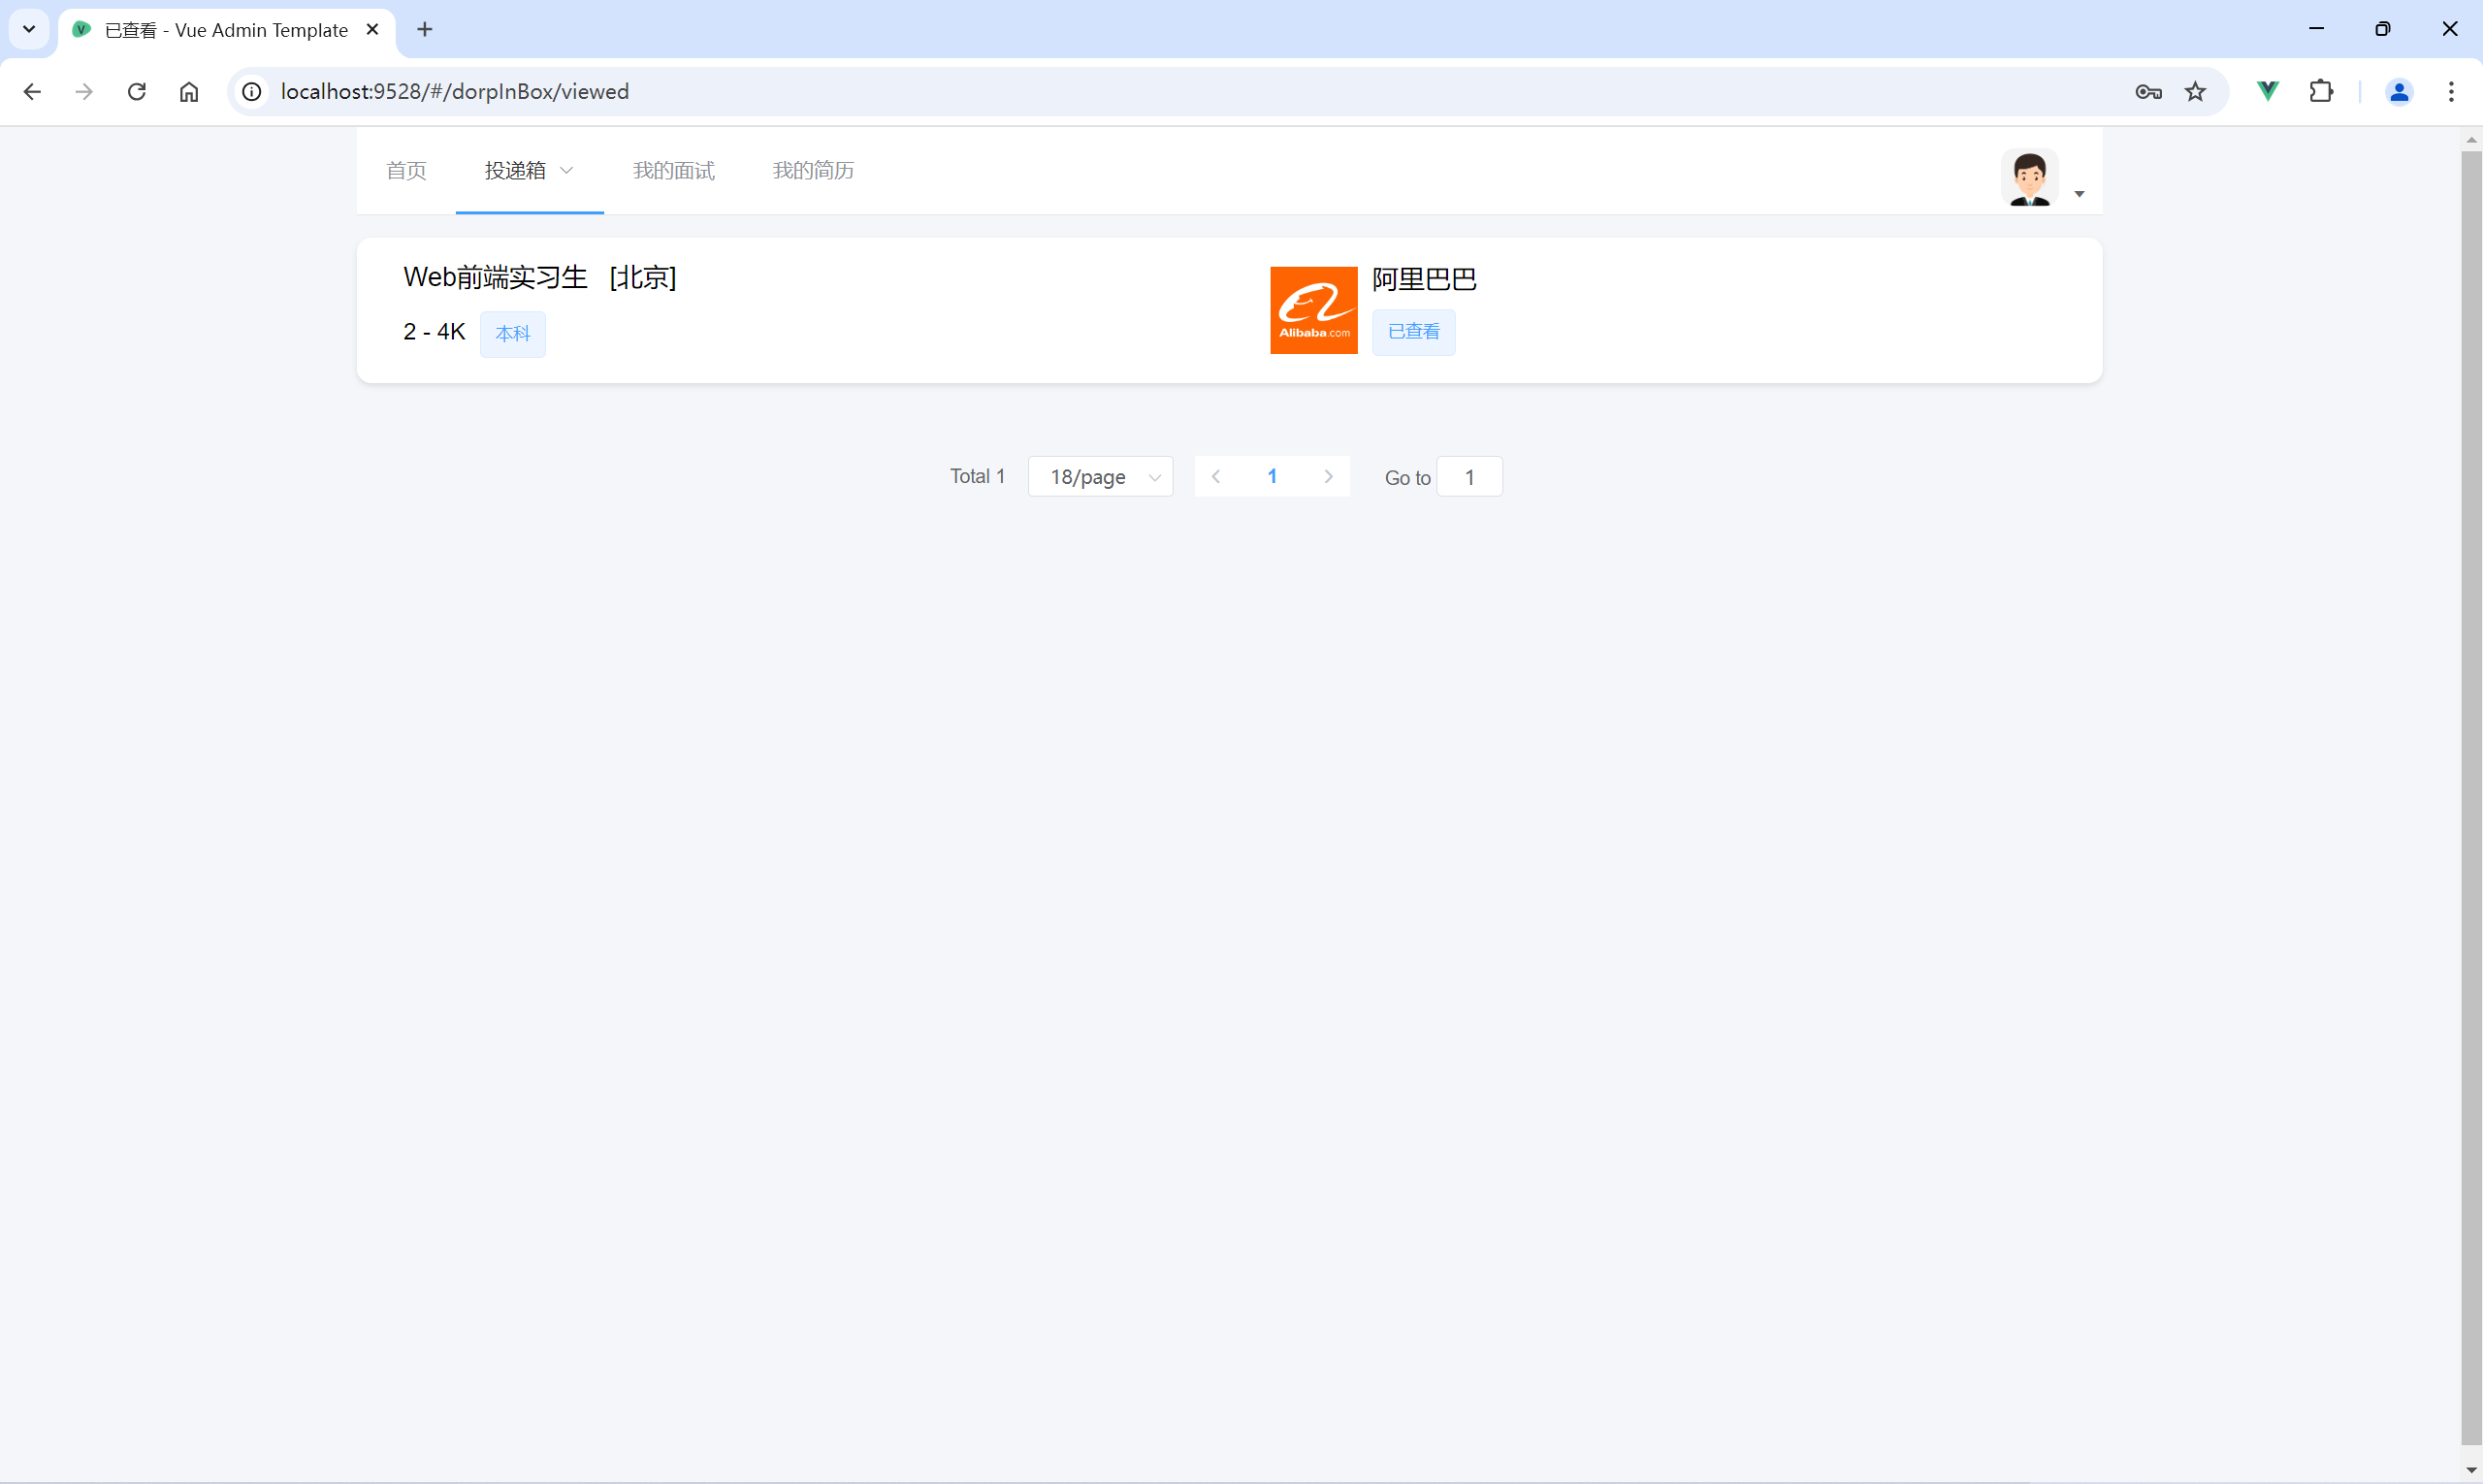 已查看 - Vue Admin Template
localhost:9528/#/dorpInBox/viewed
首页 投递箱 我的面试 我的简历
Web前端实习生 [北京]
2 - 4K 本科
Alibaba.com
阿里巴巴
已查看
Total 1 18/page 1 Go to 1